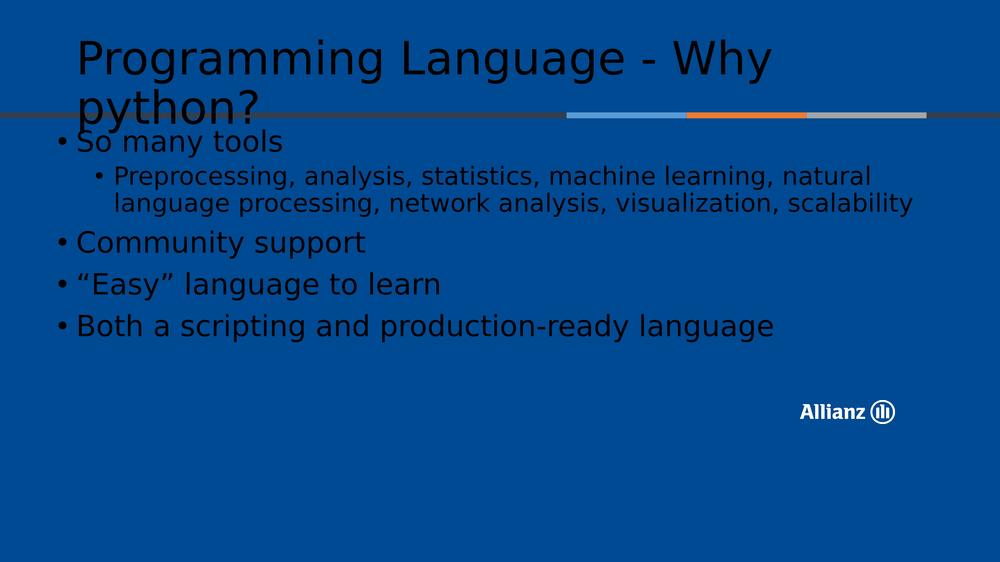 Programming Language - Why
python?
• So many tools
• Preprocessing, analysis, statistics, machine learning, natural
language processing, network analysis, visualization, scalability
• Community support
• “Easy” language to learn
• Both a scripting and production-ready language
Allianz